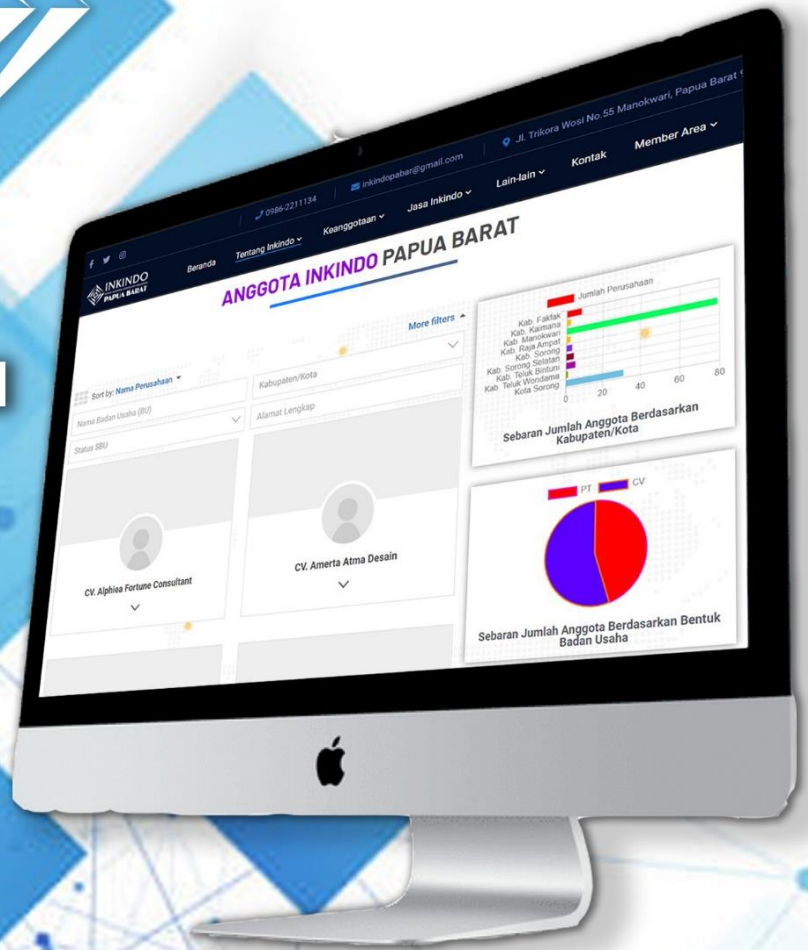 0986-2211134
inkindopabar@gmail.com
Jl. Trikora Wosi No.55 Manokwari, Papua Barat
INKINDO
PAPUA BARAT
Beranda
Tentang Inkindo
Keanggotaan
Jasa Inkindo
Lain-lain
Kontak
Member Area
ANGGOTA INKINDO PAPUA BARAT
More filters
Sort by: Nama Perusahaan
Nama Badan Usaha (BU)
Kabupaten/Kota
Status SBU
Alamat Lengkap
CV. Alphiea Fortune Consultant
CV. Amerta Atma Desain
Jumlah Perusahaan
Kab. Fakfak
Kab. Kaimana
Kab. Manokwari
Kab. Raja Ampat
Kab. Sorong
Kab. Sorong Selatan
Kab. Teluk Bintuni
Kab. Teluk Wondama
Kota Sorong
0 20 40 60 80
Sebaran Jumlah Anggota Berdasarkan
Kabupaten/Kota
PT CV
Sebaran Jumlah Anggota Berdasarkan Bentuk
Badan Usaha